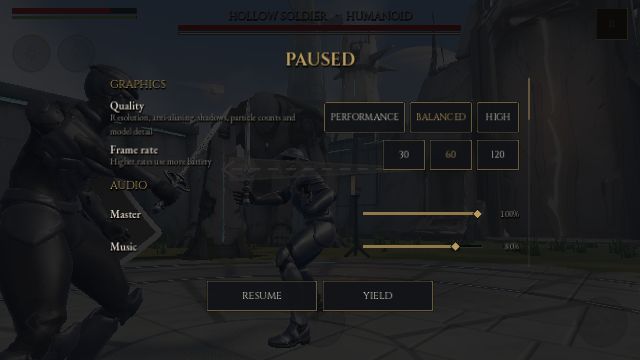 HOLLOW SOLDIER - HUMANOID
PAUSED
GRAPHICS
Quality
Resolution, anti-aliasing, shadows, particle counts and
model detail
PERFORMANCE
BALANCED
HIGH
Frame rate
Higher rates use more battery
30
60
120
AUDIO
Master
100%
Music
80%
RESUME
YIELD